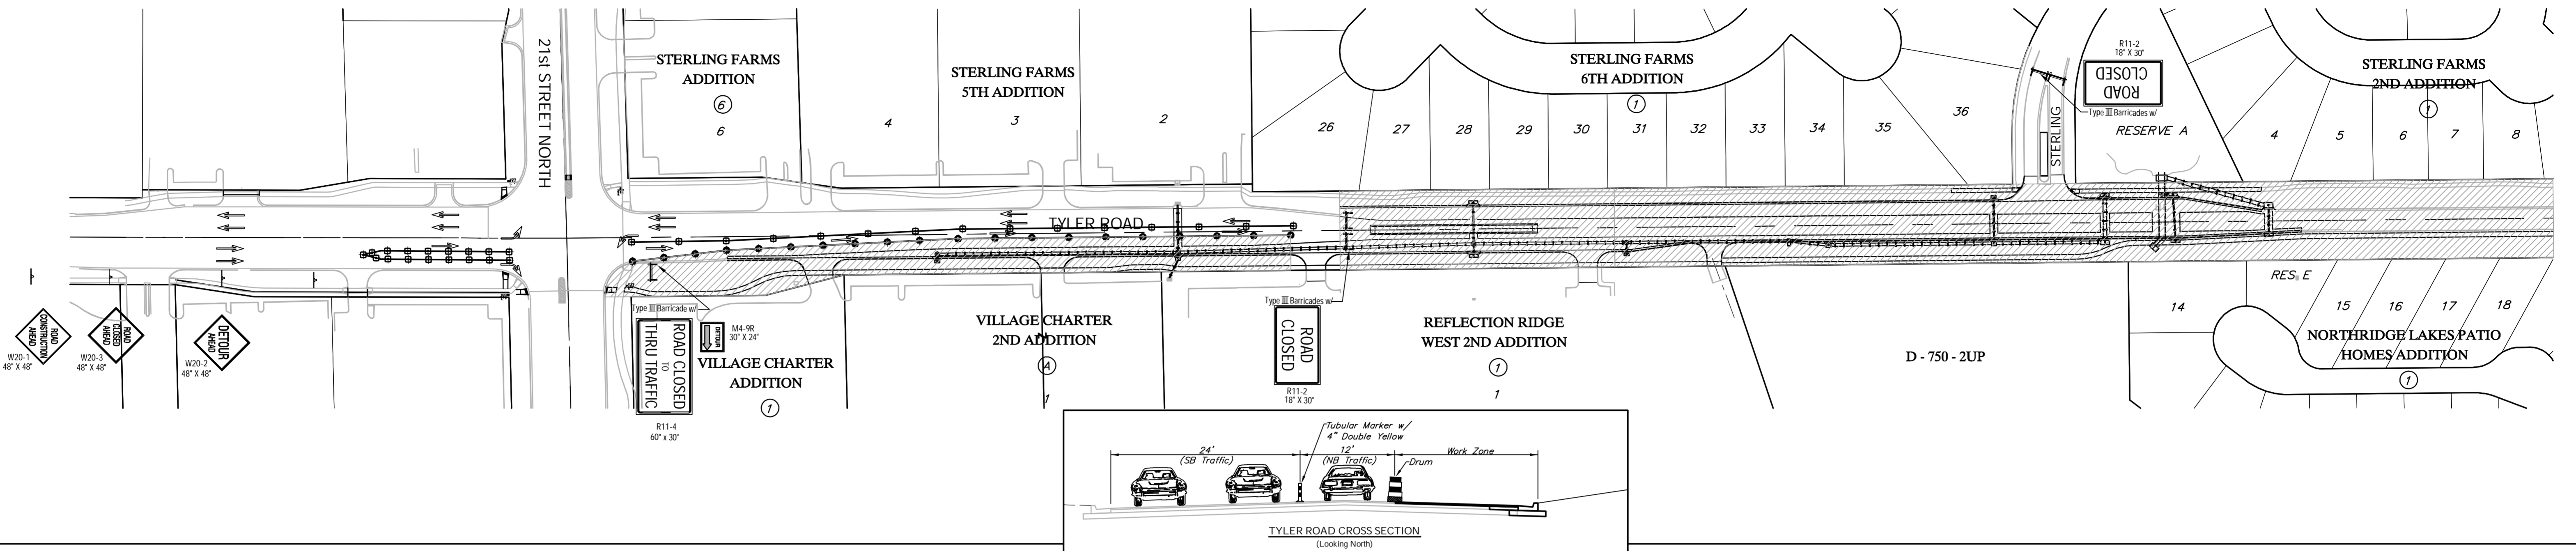 21st STREET NORTH
STERLING FARMS
ADDITION
6
6
STERLING FARMS
5TH ADDITION
4
3
2
STERLING FARMS
6TH ADDITION
1
26
27
28
29
30
31
32
33
34
35
36
STERLING
R11-2
18" X 30"
ROAD
CLOSED
Type III Barricades w/
RESERVE A
STERLING FARMS
2ND ADDITION
1
4
5
6
7
8
TYLER ROAD
ROAD
CONSTRUCTION
AHEAD
W20-1
48" X 48"
ROAD
CLOSED
AHEAD
W20-3
48" X 48"
DETOUR
AHEAD
W20-2
48" X 48"
Type III Barricade w/
ROAD CLOSED
TO
THRU TRAFFIC
R11-4
60" x 30"
DETOUR
M4-9R
30" X 24"
VILLAGE CHARTER
ADDITION
1
VILLAGE CHARTER
2ND ADDITION
A
1
Type III Barricades w/
ROAD
CLOSED
R11-2
18" X 30"
REFLECTION RIDGE
WEST 2ND ADDITION
1
1
D - 750 - 2UP
14
RES. E
15
16
17
18
NORTHRIDGE LAKES PATIO
HOMES ADDITION
1
Tubular Marker w/
4" Double Yellow
24'
(SB Traffic)
12'
(NB Traffic)
Work Zone
Drum
TYLER ROAD CROSS SECTION
(Looking North)